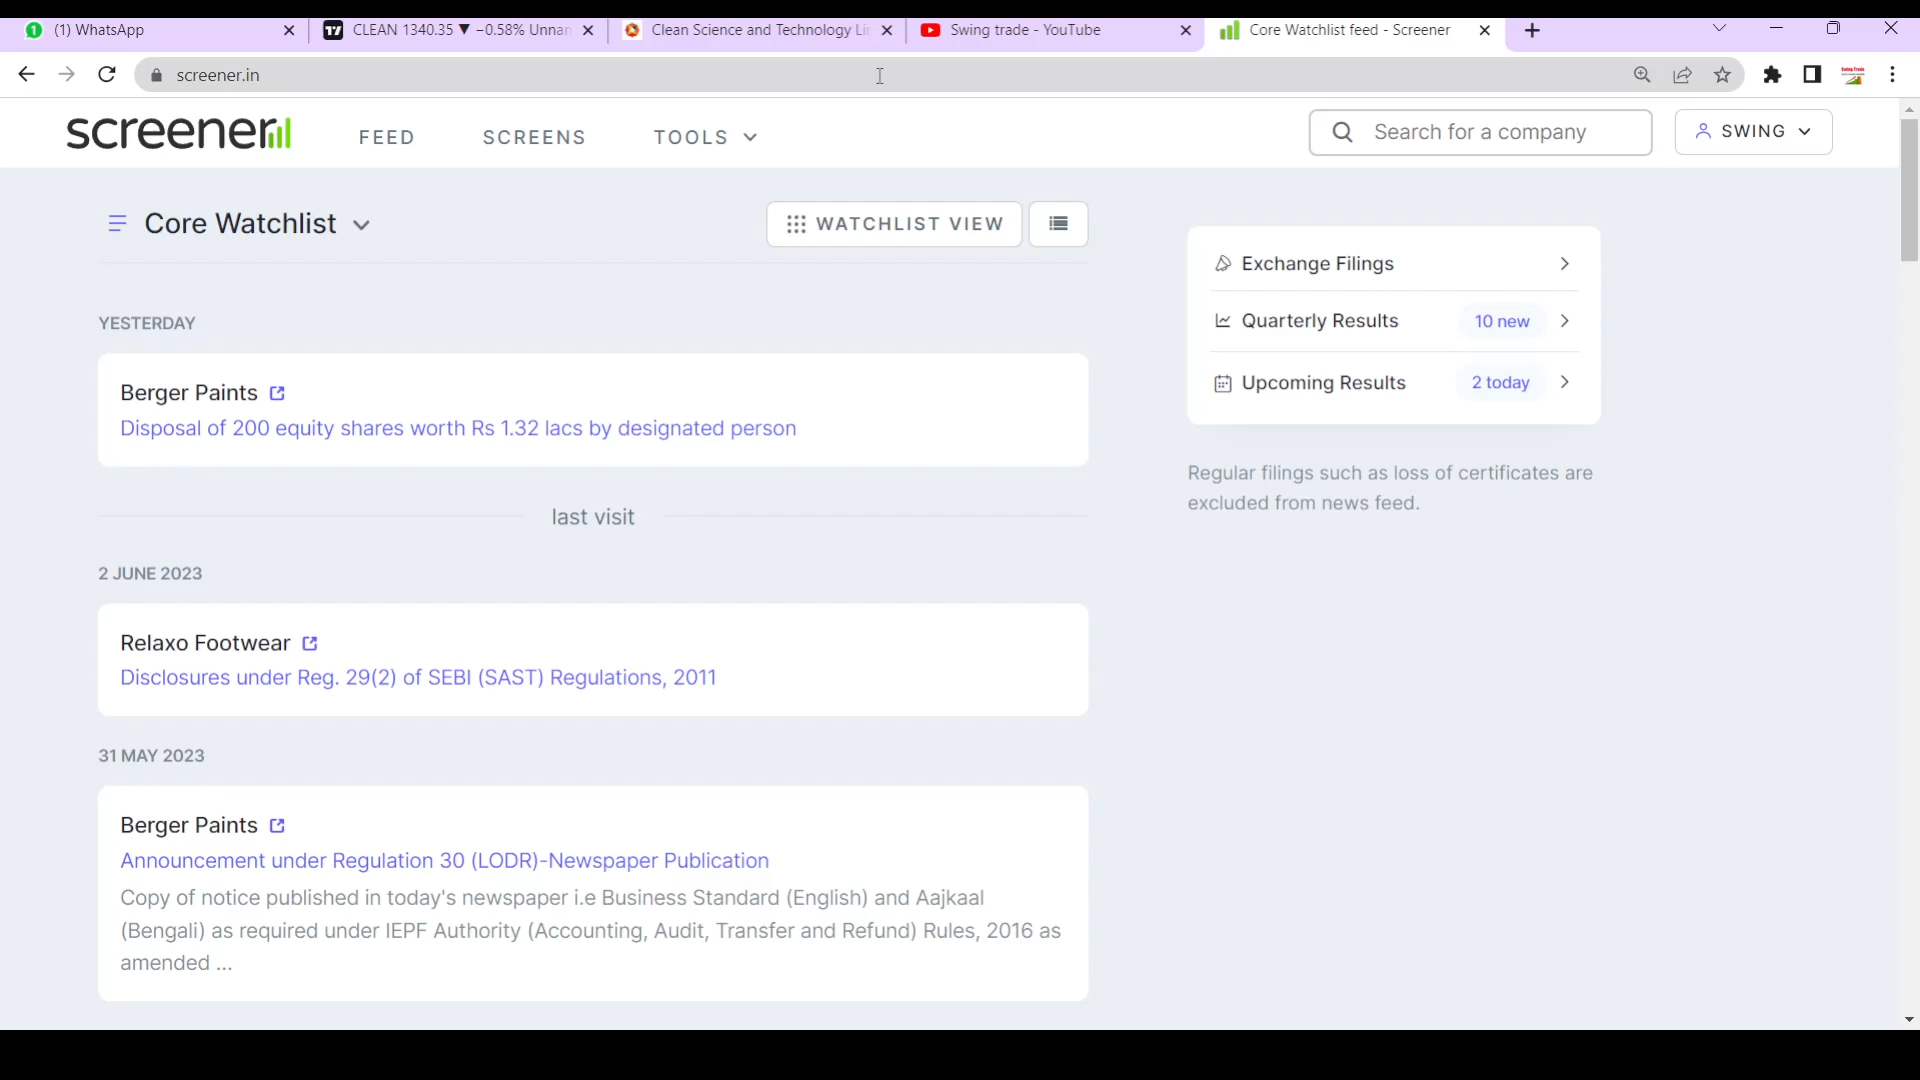 (1) WhatsApp
CLEAN 1340.35 ▼ −0.58% Unnan
Clean Science and Technology Li
Swing trade - YouTube
Core Watchlist feed - Screener
screener.in
screener
FEED
SCREENS
TOOLS
Search for a company
SWING
Core Watchlist
WATCHLIST VIEW
YESTERDAY
Berger Paints
Disposal of 200 equity shares worth Rs 1.32 lacs by designated person
last visit
2 JUNE 2023
Relaxo Footwear
Disclosures under Reg. 29(2) of SEBI (SAST) Regulations, 2011
31 MAY 2023
Berger Paints
Announcement under Regulation 30 (LODR)-Newspaper Publication
Copy of notice published in today's newspaper i.e Business Standard (English) and Aajkaal
(Bengali) as required under IEPF Authority (Accounting, Audit, Transfer and Refund) Rules, 2016 as
amended ...
Exchange Filings
Quarterly Results 10 new
Upcoming Results 2 today
Regular filings such as loss of certificates are
excluded from news feed.